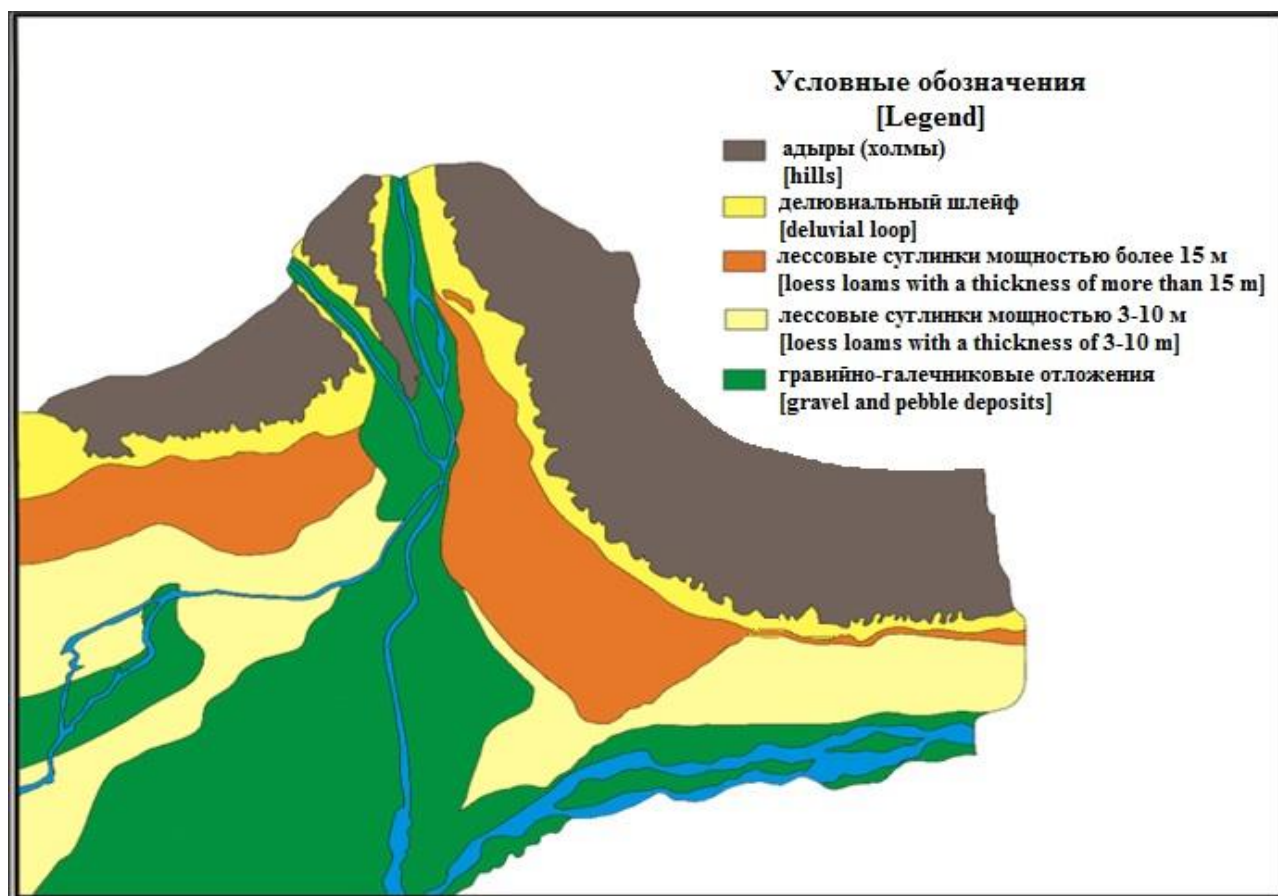 Условные обозначения
[Legend]
адыры (холмы)
[hills]
делювиальный шлейф
[deluvial loop]
лессовые суглинки мощностью более 15 м
[loess loams with a thickness of more than 15 m]
лессовые суглинки мощностью 3-10 м
[loess loams with a thickness of 3-10 m]
гравийно-галечниковые отложения
[gravel and pebble deposits]